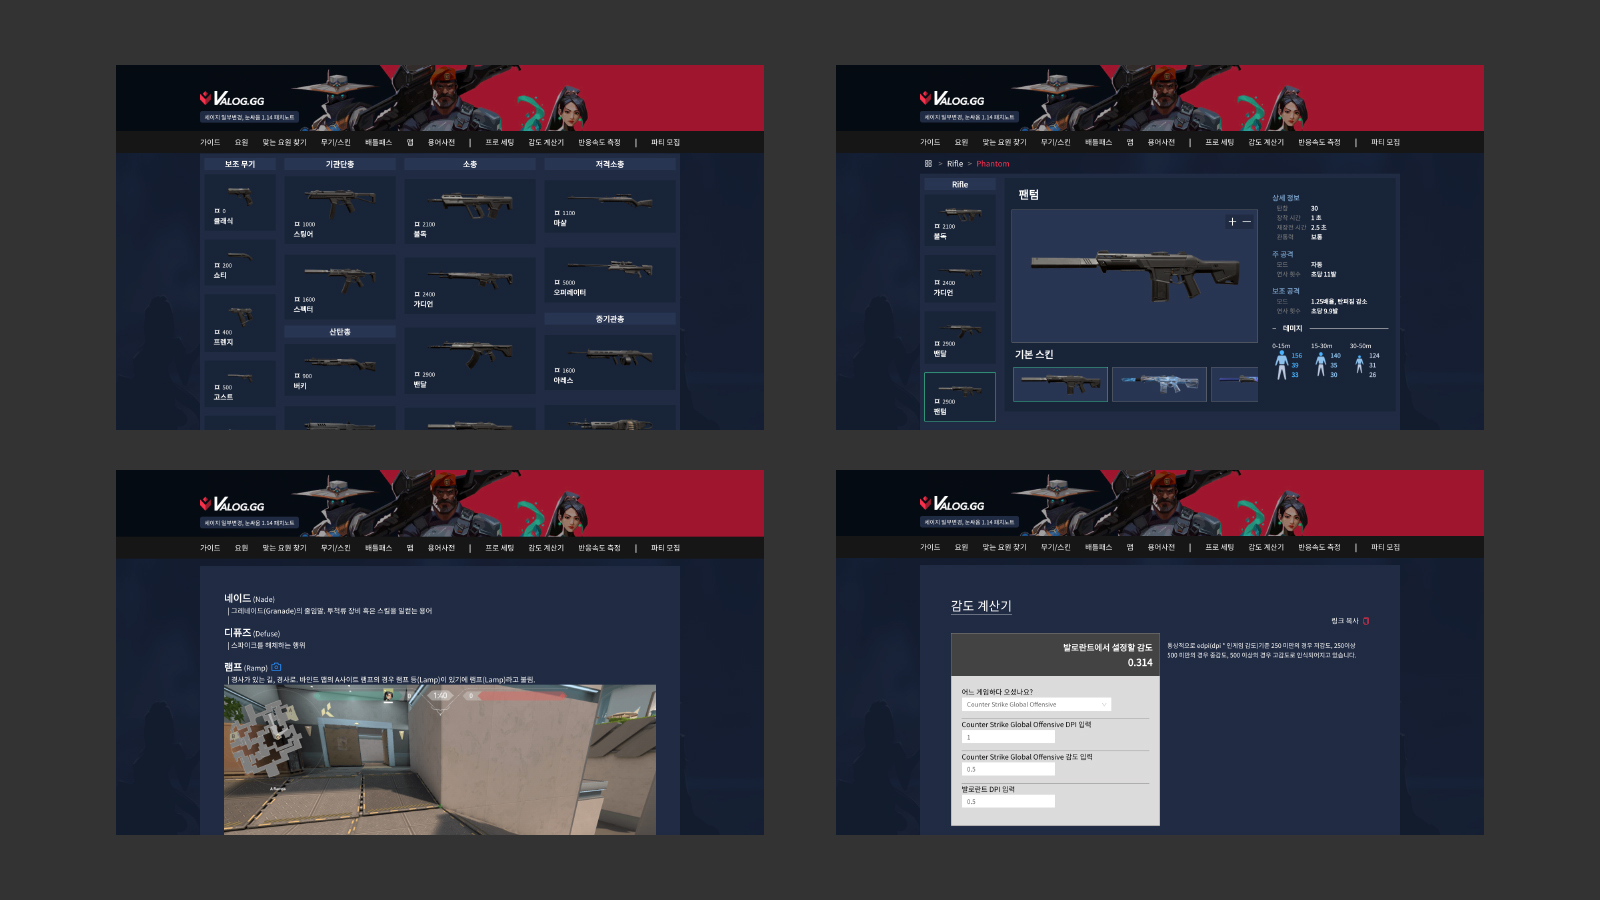 VALOG.GG
세이지 일부변경, 눈싸움 1.14 패치노트
가이드 요원 맞는 요원 찾기 무기/스킨 배틀패스 맵 용어사전 | 프로 세팅 감도 계산기 반응속도 측정 | 파티 모집
보조 무기
0
클래식
200
쇼티
400
프렌지
500
고스트
기관단총
1000
스팅어
1600
스펙터
산탄총
900
버키
소총
2100
불독
2400
가디언
2900
밴달
저격소총
1100
마샬
5000
오퍼레이터
중기관총
1600
아레스
VALOG.GG
세이지 일부변경, 눈싸움 1.14 패치노트
가이드 요원 맞는 요원 찾기 무기/스킨 배틀패스 맵 용어사전 | 프로 세팅 감도 계산기 반응속도 측정 | 파티 모집
> Rifle > Phantom
Rifle
2100
불독
2400
가디언
2900
밴달
2900
팬텀
팬텀
+ −
기본 스킨
상세 정보
탄창 30
장착 시간 1 초
재장전 시간 2.5 초
관통력 보통
주 공격
모드 자동
연사 횟수 초당 11발
보조 공격
모드 1.25배율, 탄퍼짐 감소
연사 횟수 초당 9.9발
데미지
0-15m 15-30m 30-50m
156 140 124
39 35 31
33 30 26
VALOG.GG
세이지 일부변경, 눈싸움 1.14 패치노트
가이드 요원 맞는 요원 찾기 무기/스킨 배틀패스 맵 용어사전 | 프로 세팅 감도 계산기 반응속도 측정 | 파티 모집
네이드 (Nade)
| 그레네이드(Granade)의 줄임말, 투척류 장비 혹은 스킬을 일컫는 용어
디퓨즈 (Defuse)
| 스파이크를 해체하는 행위
램프 (Ramp)
| 경사가 있는 길, 경사로. 바인드 맵의 A사이트 램프의 경우 램프 등(Lamp)이 있기에 램프(Lamp)라고 불림.
0 1:40 0
VALOG.GG
세이지 일부변경, 눈싸움 1.14 패치노트
가이드 요원 맞는 요원 찾기 무기/스킨 배틀패스 맵 용어사전 | 프로 세팅 감도 계산기 반응속도 측정 | 파티 모집
감도 계산기
링크 복사
발로란트에서 설정할 감도
0.314
어느 게임하다 오셨나요?
Counter Strike Global Offensive
Counter Strike Global Offensive DPI 입력
1
Counter Strike Global Offensive 감도 입력
0.5
발로란트 DPI 입력
0.5
통상적으로 edpi(dpi * 인게임 감도)기준 250 미만의 경우 저감도, 250이상
500 미만의 경우 중감도, 500 이상의 경우 고감도로 인식되어지고 있습니다.